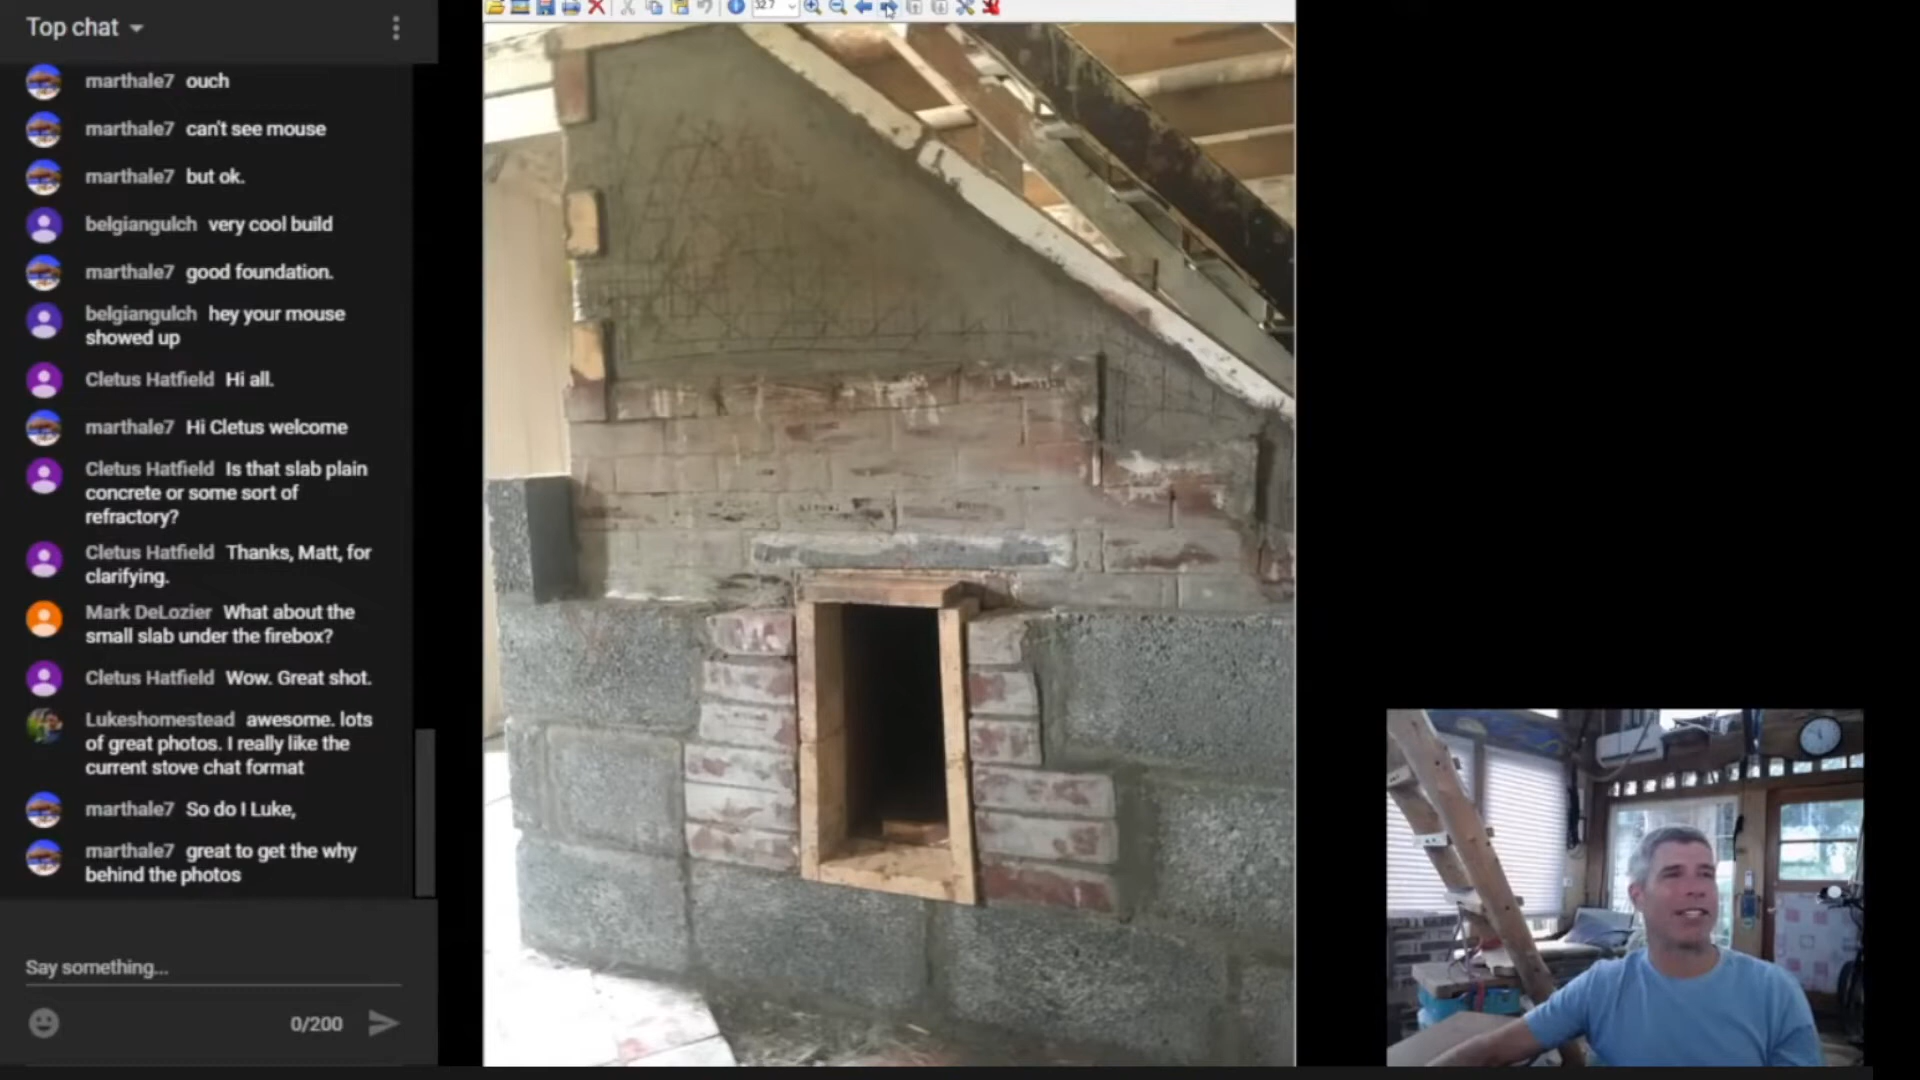 Top chat
marthale7 ouch
marthale7 can't see mouse
marthale7 but ok.
belgiangulch very cool build
marthale7 good foundation.
belgiangulch hey your mouse
showed up
Cletus Hatfield Hi all.
marthale7 Hi Cletus welcome
Cletus Hatfield Is that slab plain
concrete or some sort of
refractory?
Cletus Hatfield Thanks, Matt, for
clarifying.
Mark DeLozier What about the
small slab under the firebox?
Cletus Hatfield Wow. Great shot.
Lukeshomestead awesome. lots
of great photos. I really like the
current stove chat format
marthale7 So do I Luke,
marthale7 great to get the why
behind the photos
Say something...
0/200
32.7